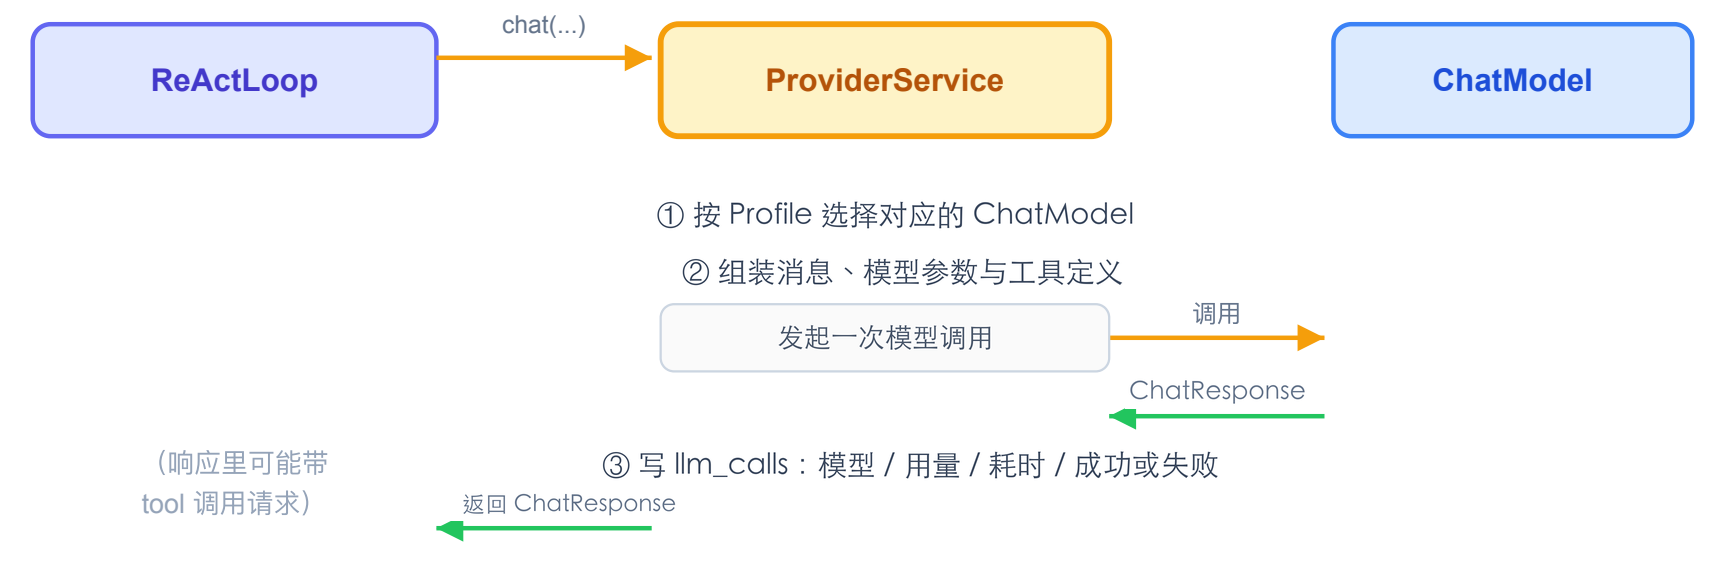 chat(...)
ReActLoop
ProviderService
ChatModel
① 按 Profile 选择对应的 ChatModel
② 组装消息、模型参数与工具定义
发起一次模型调用
调用
ChatResponse
③ 写 llm_calls：模型 / 用量 / 耗时 / 成功或失败
（响应里可能带
tool 调用请求）
返回 ChatResponse